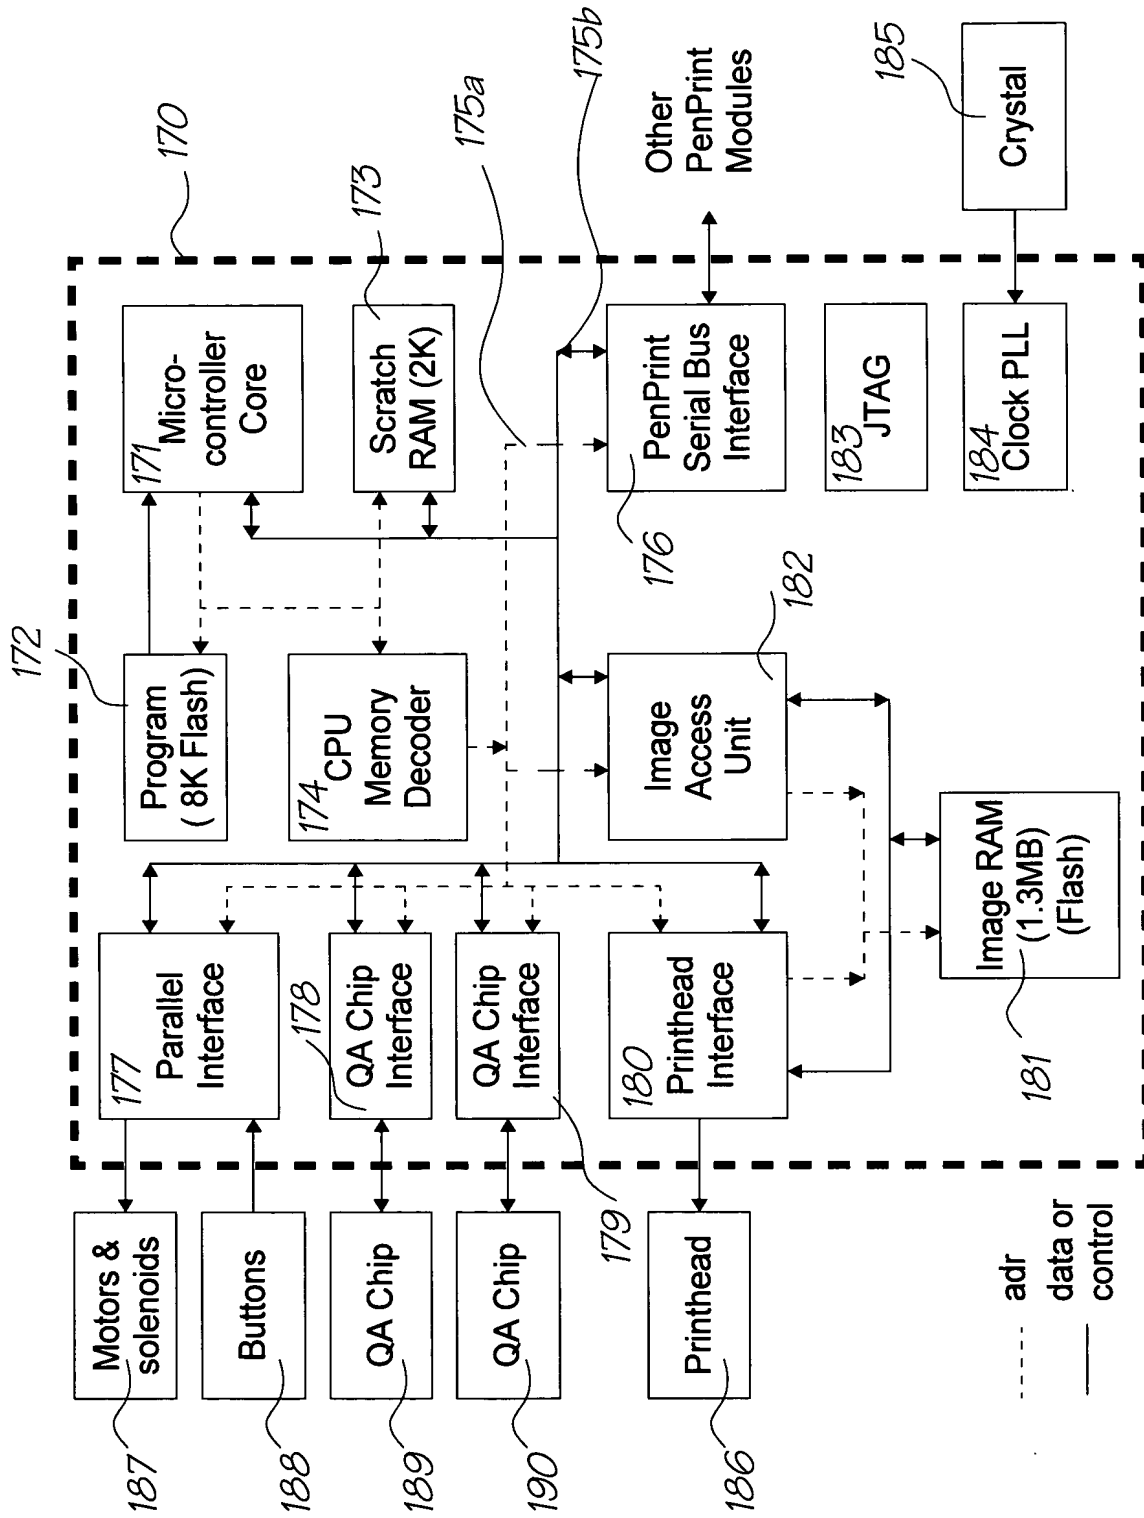 187
Motors &
solenoids
188
Buttons
189
QA Chip
190
QA Chip
186
Printhead
adr
data or
control
177
Parallel
Interface
178
QA Chip
Interface
QA Chip
Interface
179
180
Printhead
Interface
Image RAM
(1.3MB)
(Flash)
181
172
Program
( 8K Flash)
174
CPU
Memory
Decoder
Image
Access
Unit
182
170
171
Micro-
controller
Core
173
Scratch
RAM (2K)
175a
175b
PenPrint
Serial Bus
Interface
176
183
JTAG
184
Clock PLL
Other
PenPrint
Modules
185
Crystal